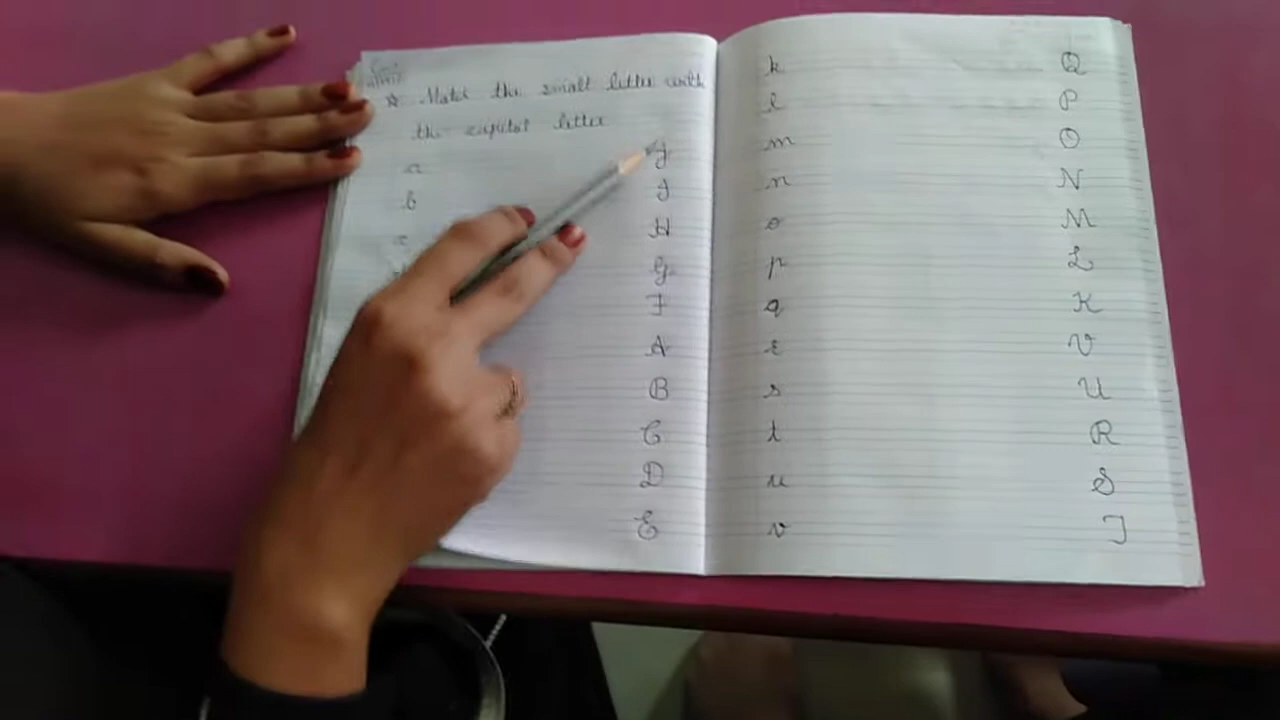 ☆ Match the small letter with
the capital letter
a J
b I
c H
G
F
A
B
C
D
E
k Q
l P
m O
n N
o M
p L
q K
r V
s U
t R
u S
v T